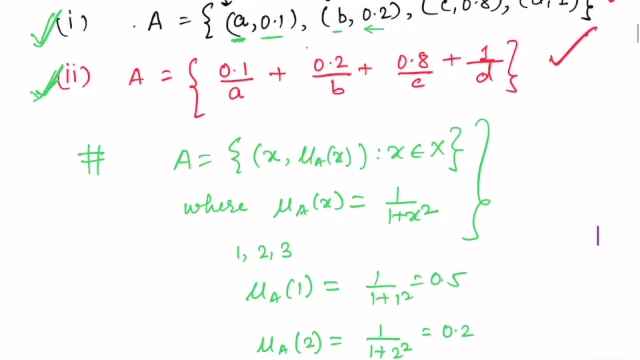 (i) A = { (a, 0.1), (b, 0.2), (c, 0.8), (d, 1) }
(ii) A = { 0.1/a + 0.2/b + 0.8/c + 1/d }
# A = { (x, μA(x)) : x ∈ X }
where μA(x) = 1/(1+x²)
1, 2, 3
μA(1) = 1/(1+1²) = 0.5
μA(2) = 1/(1+2²) = 0.2